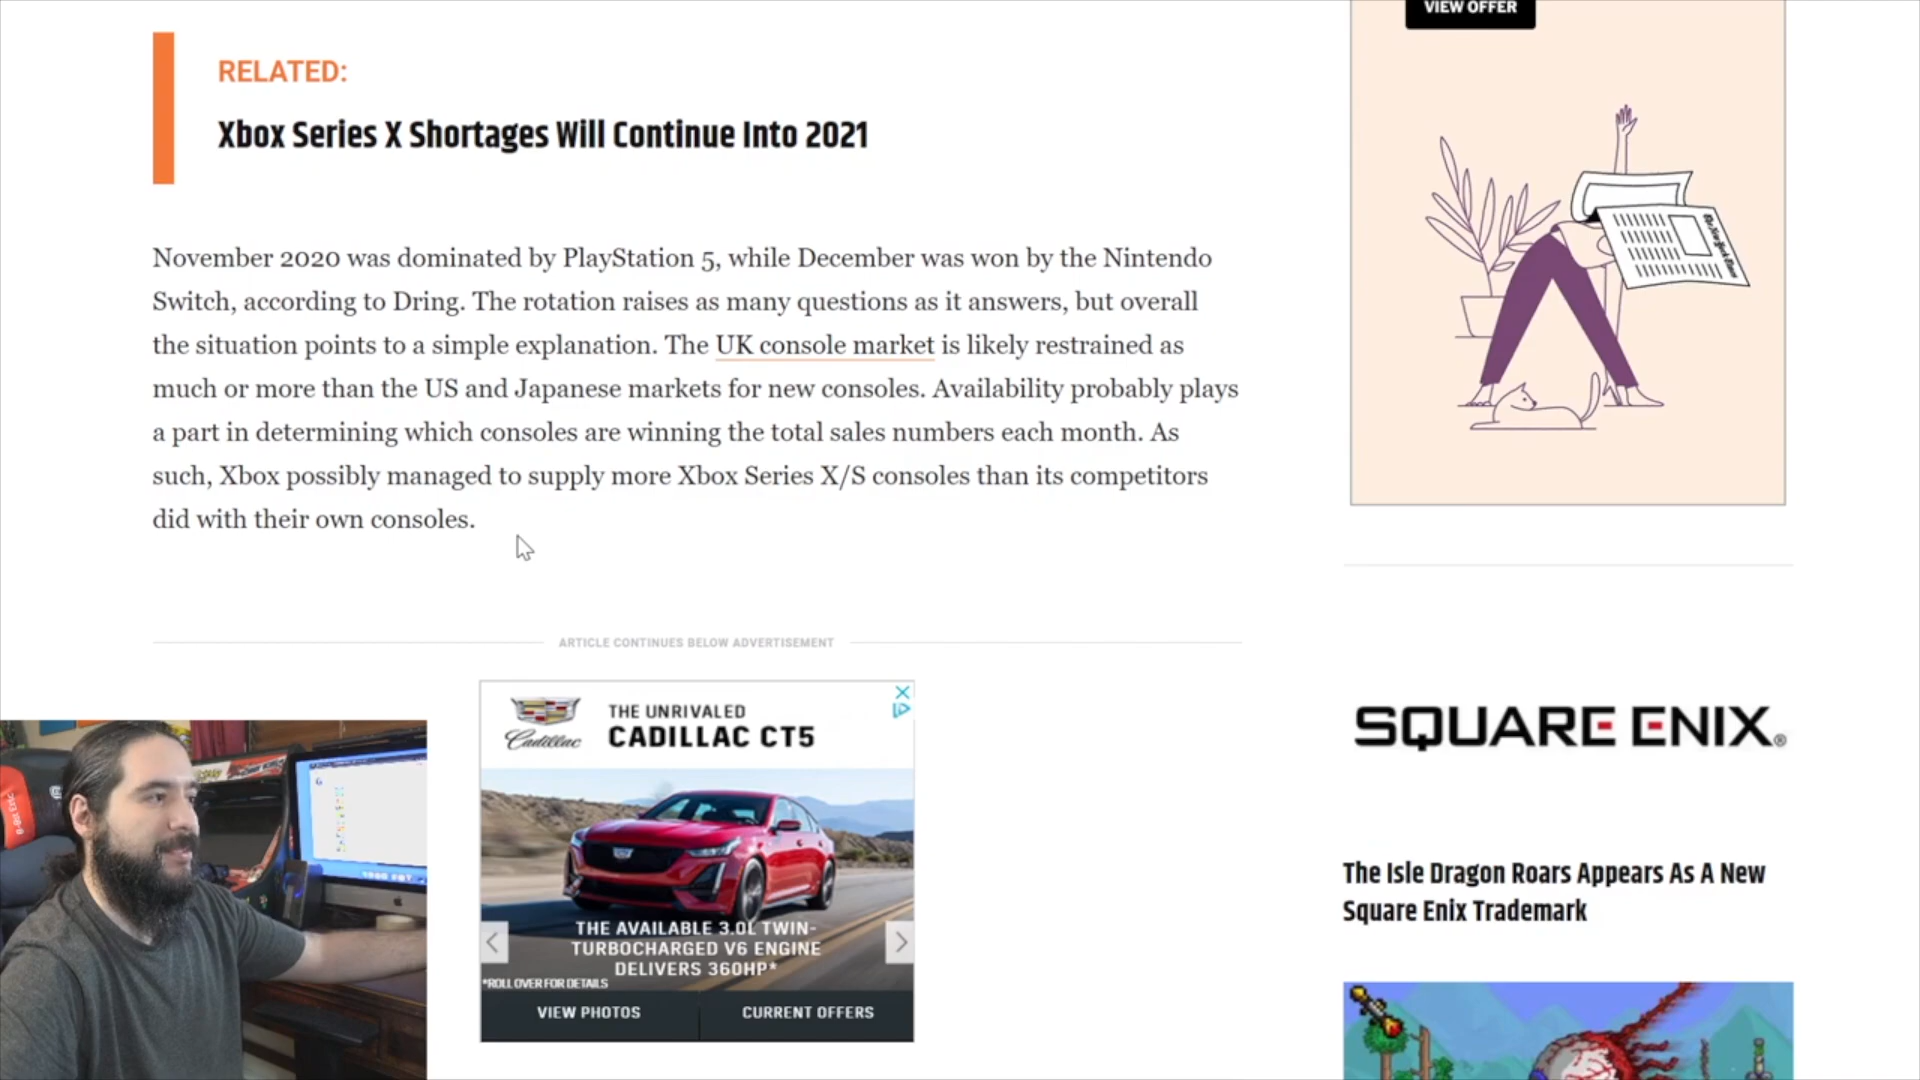 VIEW OFFER
RELATED:
Xbox Series X Shortages Will Continue Into 2021
November 2020 was dominated by PlayStation 5, while December was won by the Nintendo
Switch, according to Dring. The rotation raises as many questions as it answers, but overall
the situation points to a simple explanation. The UK console market is likely restrained as
much or more than the US and Japanese markets for new consoles. Availability probably plays
a part in determining which consoles are winning the total sales numbers each month. As
such, Xbox possibly managed to supply more Xbox Series X/S consoles than its competitors
did with their own consoles.
The New York Times
ARTICLE CONTINUES BELOW ADVERTISEMENT
Cadillac
THE UNRIVALED
CADILLAC CT5
THE AVAILABLE 3.0L TWIN-
TURBOCHARGED V6 ENGINE
DELIVERS 360HP*
*ROLL OVER FOR DETAILS
VIEW PHOTOS
CURRENT OFFERS
SQUARE ENIX®
The Isle Dragon Roars Appears As A New
Square Enix Trademark